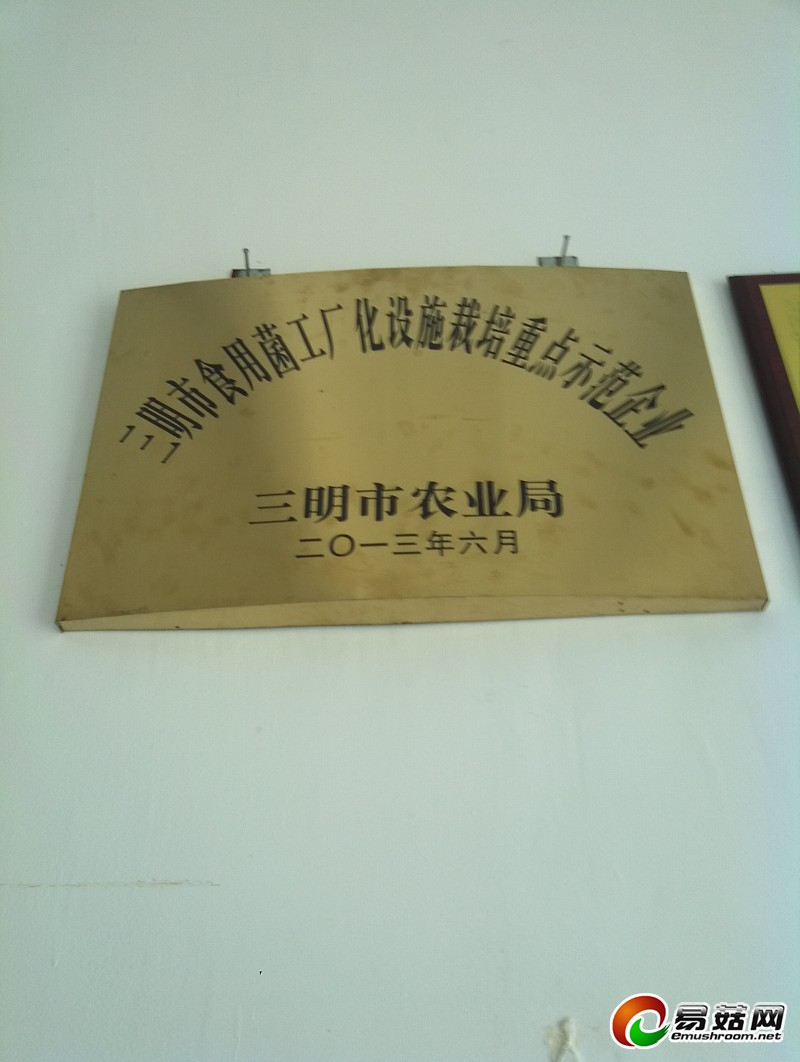 三明市食用菌工厂化设施栽培重点示范企业
三明市农业局
二〇一三年六月
易菇网
emushroom.net